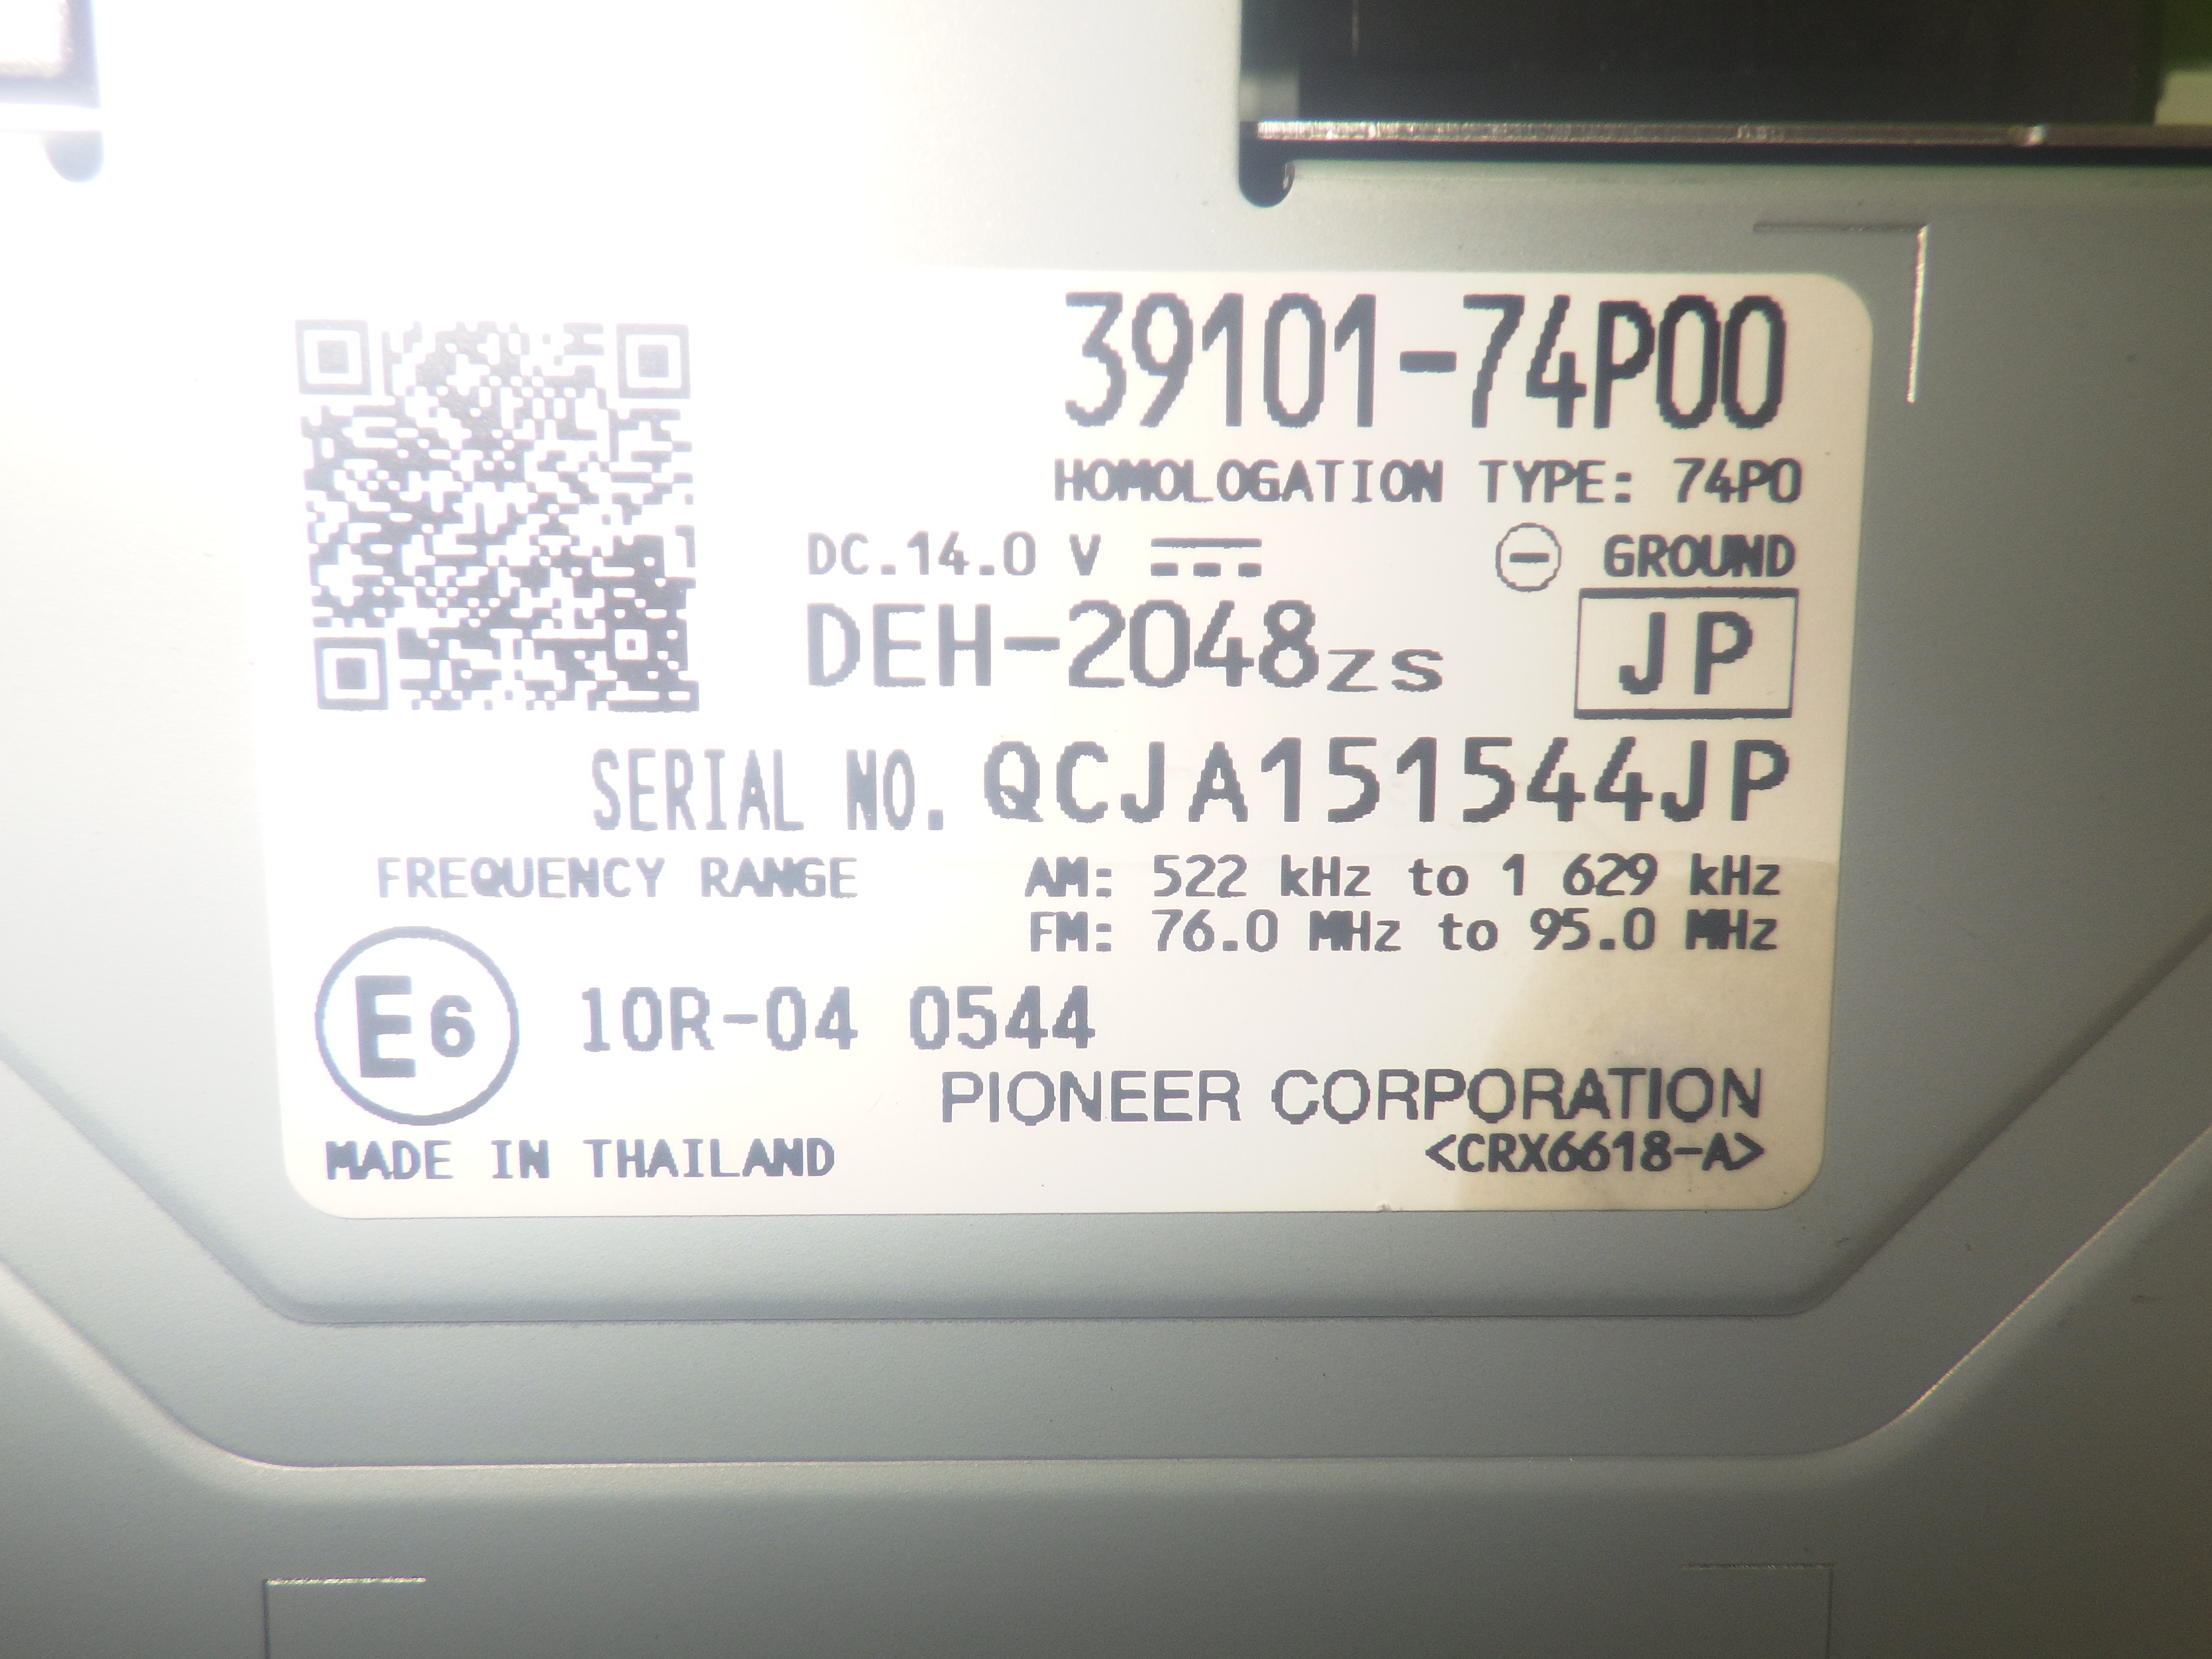 39101-74P00
HOMOLOGATION TYPE: 74P0
DC.14.0 V GROUND
DEH-2048ZS JP
SERIAL NO. QCJA151544JP
FREQUENCY RANGE AM: 522 kHz to 1 629 kHz
FM: 76.0 MHz to 95.0 MHz
E6 10R-04 0544
PIONEER CORPORATION
MADE IN THAILAND <CRX6618-A>